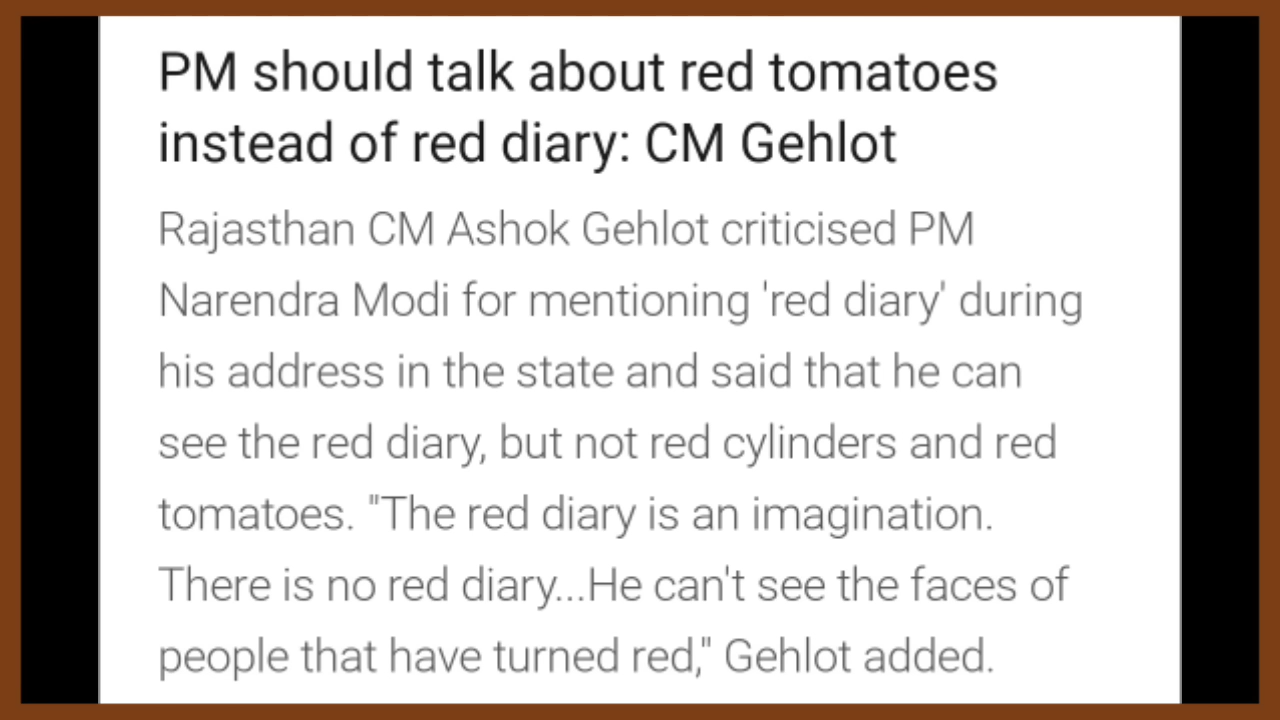 PM should talk about red tomatoes
instead of red diary: CM Gehlot
Rajasthan CM Ashok Gehlot criticised PM
Narendra Modi for mentioning 'red diary' during
his address in the state and said that he can
see the red diary, but not red cylinders and red
tomatoes. "The red diary is an imagination.
There is no red diary...He can't see the faces of
people that have turned red," Gehlot added.